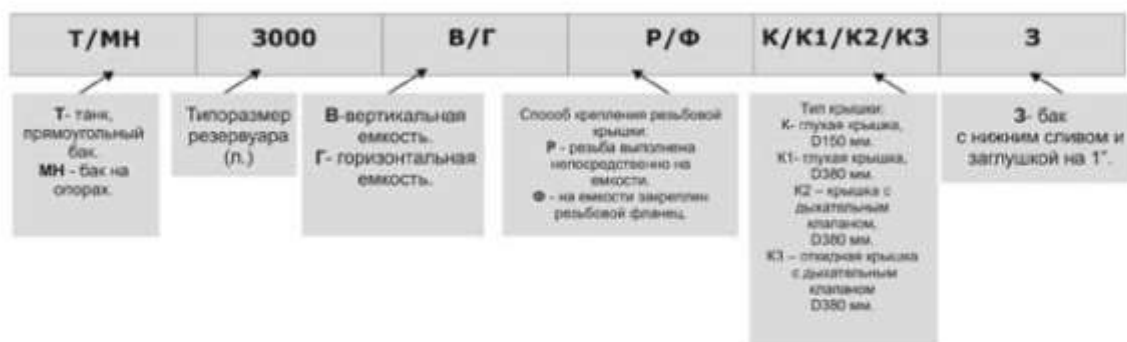 Т/МН 3000 В/Г Р/Ф К/К1/К2/К3 З
Т- танк,
прямоугольный
бак.
МН - бак на
опорах.
Типоразмер
резервуара
(л.)
В-вертикальная
емкость.
Г- горизонтальная
емкость.
Способ крепления резьбовой
крышки:
Р - резьба выполнена
непосредственно на
емкости.
Ф - на емкости закреплен
резьбовой фланец.
Тип крышки:
К- глухая крышка,
D150 мм.
К1- глухая крышка,
D380 мм.
К2 – крышка с
дыхательным
клапаном,
D380 мм.
К3 – откидная крышка
с дыхательным
клапаном
D380 мм.
З- бак
с нижним сливом и
заглушкой на 1".